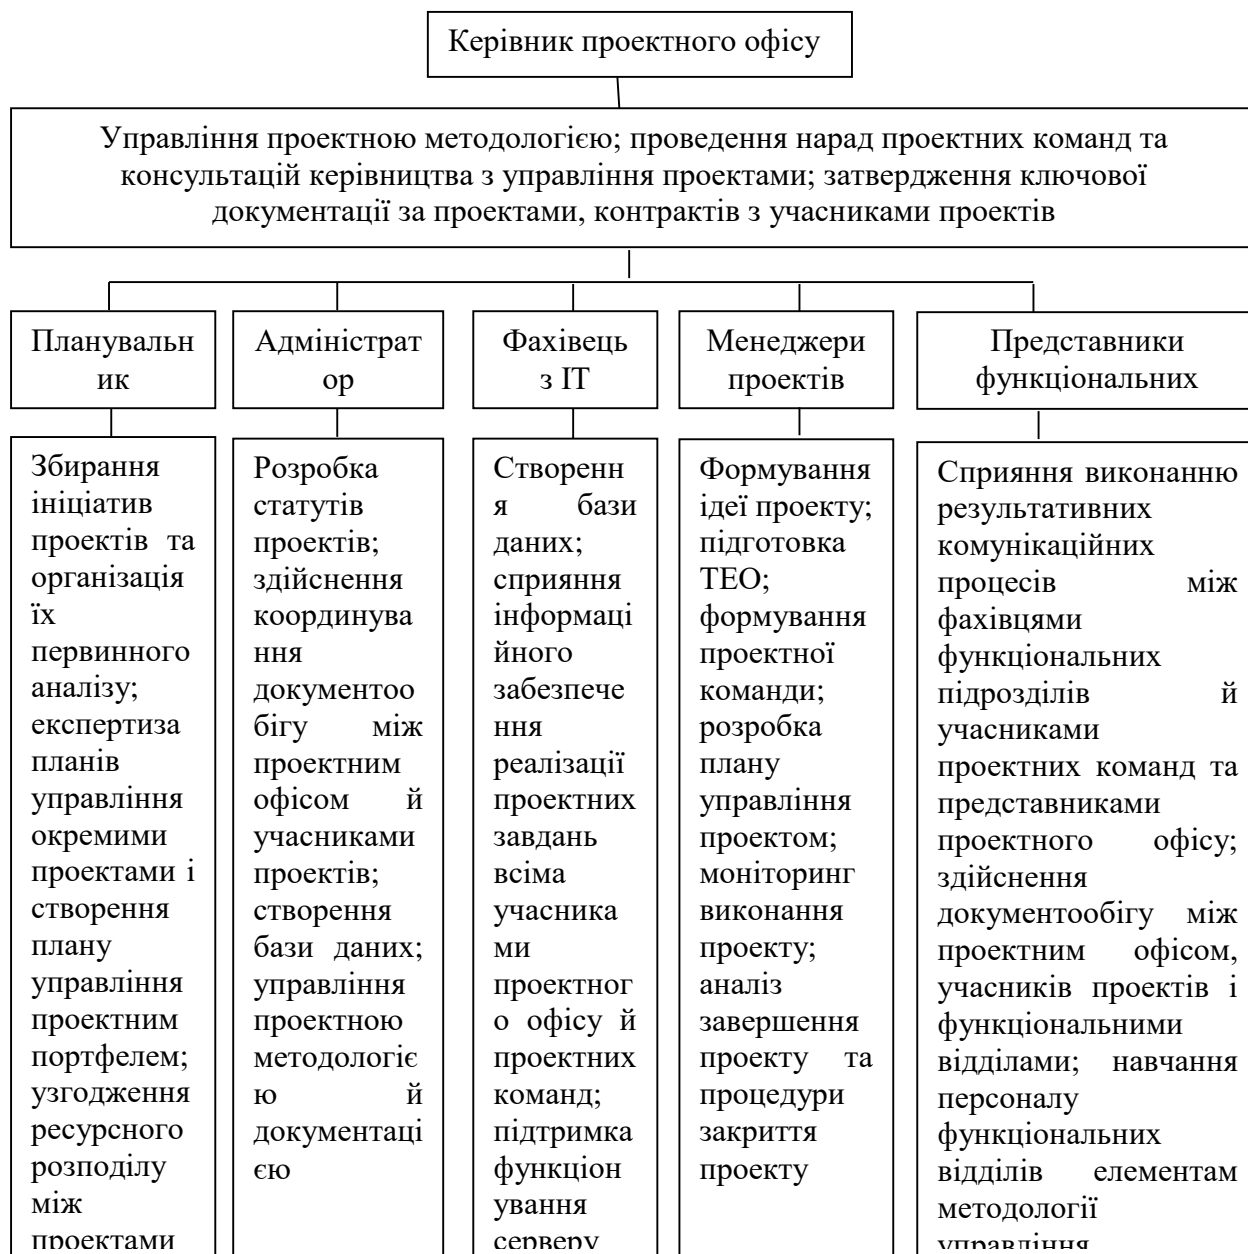 Керівник проектного офісу
Управління проектною методологією; проведення нарад проектних команд та
консультацій керівництва з управління проектами; затвердження ключової
документації за проектами, контрактів з учасниками проектів
Планувальн
ик
Адміністрат
ор
Фахівець
з ІТ
Менеджери
проектів
Представники
функціональних
Збирання
ініціатив
проектів та
організація
їх
первинного
аналізу;
експертиза
планів
управління
окремими
проектами і
створення
плану
управління
проектним
портфелем;
узгодження
ресурсного
розподілу
між
проектами
Розробка
статутів
проектів;
здійснення
координува
ння
документоо
бігу між
проектним
офісом й
учасниками
проектів;
створення
бази даних;
управління
проектною
методологіє
ю й
документаці
єю
Створенн
я бази
даних;
сприяння
інформаці
йного
забезпече
ння
реалізації
проектних
завдань
всіма
учасника
ми
проектног
о офісу й
проектних
команд;
підтримка
функціон
ування
серверу
Формування
ідеї проекту;
підготовка
ТЕО;
формування
проектної
команди;
розробка
плану
управління
проектом;
моніторинг
виконання
проекту;
аналіз
завершення
проекту та
процедури
закриття
проекту
Сприяння виконанню
результативних
комунікаційних
процесів між
фахівцями
функціональних
підрозділів й
учасниками
проектних команд та
представниками
проектного офісу;
здійснення
документообігу між
проектним офісом,
учасників проектів і
функціональними
відділами; навчання
персоналу
функціональних
відділів елементам
методології
управління